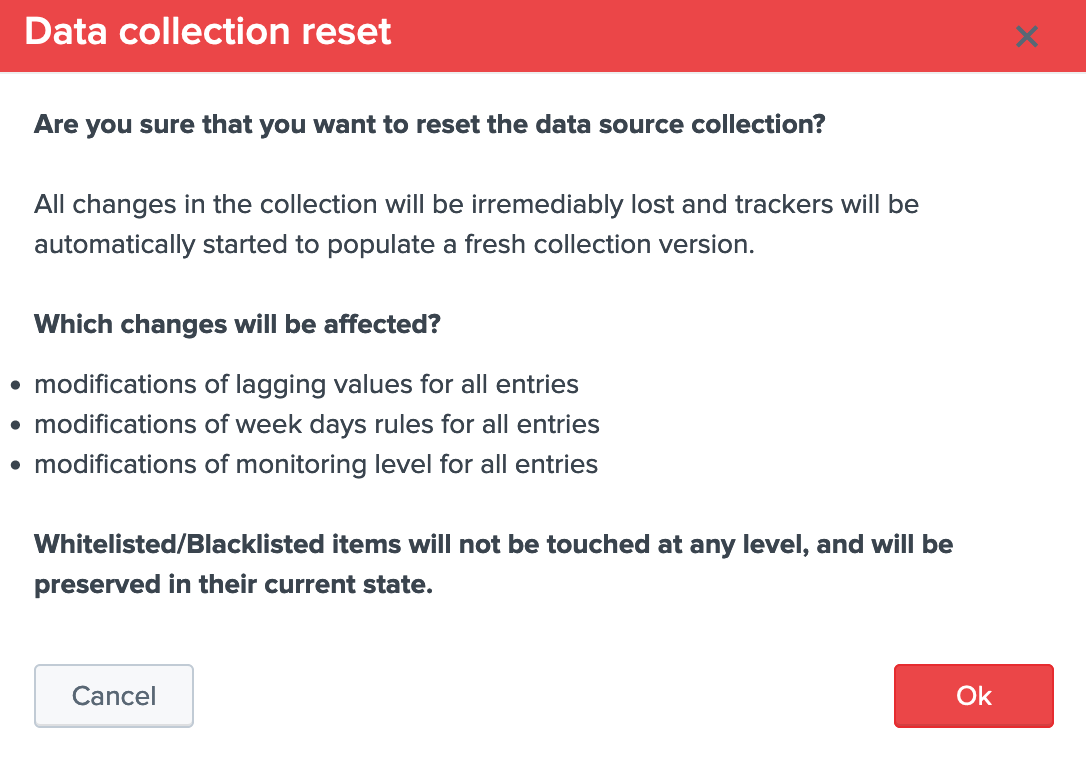 Data collection reset
Are you sure that you want to reset the data source collection?
All changes in the collection will be irremediably lost and trackers will be
automatically started to populate a fresh collection version.
Which changes will be affected?
• modifications of lagging values for all entries
• modifications of week days rules for all entries
• modifications of monitoring level for all entries
Whitelisted/Blacklisted items will not be touched at any level, and will be
preserved in their current state.
Cancel
Ok